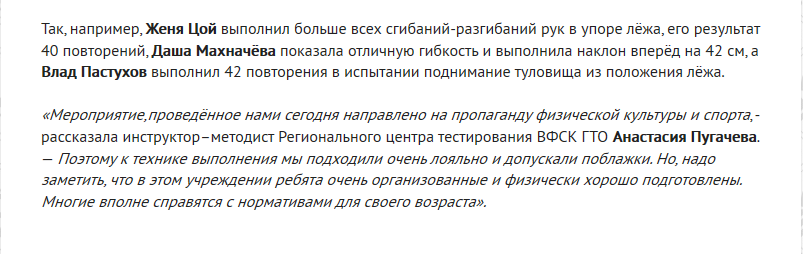 Так, например, Женя Цой выполнил больше всех сгибаний-разгибаний рук в упоре лёжа, его результат
40 повторений, Даша Махначёва показала отличную гибкость и выполнила наклон вперёд на 42 см, а
Влад Пастухов выполнил 42 повторения в испытании поднимание туловища из положения лёжа.
«Мероприятие,проведённое нами сегодня направлено на пропаганду физической культуры и спорта,-
рассказала инструктор–методист Регионального центра тестирования ВФСК ГТО Анастасия Пугачева.
— Поэтому к технике выполнения мы подходили очень лояльно и допускали поблажки. Но, надо
заметить, что в этом учреждении ребята очень организованные и физически хорошо подготовлены.
Многие вполне справятся с нормативами для своего возраста».